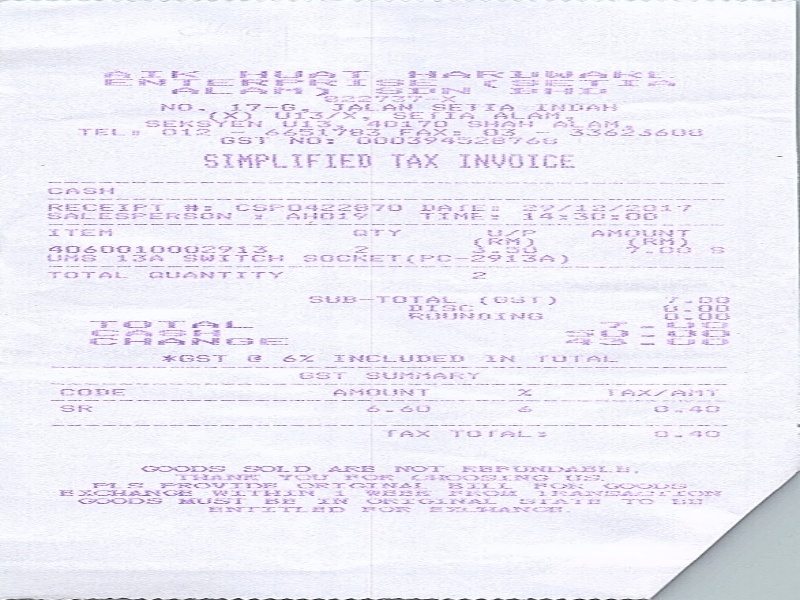 AIK HUAT HARDWARE
ENTERPRISE (SETIA
ALAM) SDN BHD
822737-X
NO. 17-G, JALAN SETIA INDAH
(X) U13/X, SETIA ALAM,
SEKSYEN U13, 40170 SHAH ALAM,
TEL: 012 - 6651783 FAX: 03 - 33623608
GST NO: 000394528768
SIMPLIFIED TAX INVOICE
CASH
RECEIPT #: CSP0422870 DATE: 29/12/2017
SALESPERSON : AH019 TIME: 14:30:00
ITEM QTY U/P AMOUNT
(RM) (RM)
4060010002913 2 3.50 7.00 S
UMS 13A SWITCH SOCKET(PC-2913A)
TOTAL QUANTITY 2
SUB-TOTAL (GST) 7.00
DISC 0.00
ROUNDING 0.00
TOTAL 7.00
CASH 50.00
CHANGE 43.00
*GST @ 6% INCLUDED IN TOTAL
GST SUMMARY
CODE AMOUNT % TAX/AMT
SR 6.60 6 0.40
TAX TOTAL: 0.40
GOODS SOLD ARE NOT REFUNDABLE,
THANK YOU FOR CHOOSING US.
PLS PROVIDE ORIGINAL BILL FOR GOODS
EXCHANGE WITHIN 1 WEEK FROM TRANSACTION
GOODS MUST BE IN ORIGINAL STATE TO BE
ENTITLED FOR EXCHANGE.